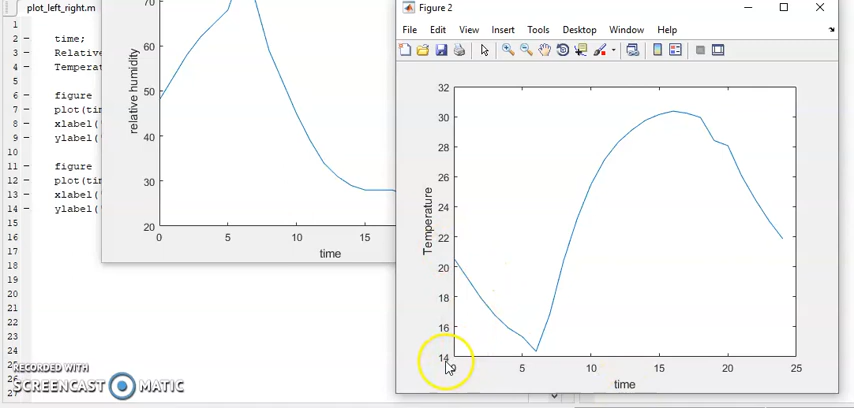 plot_left_right.m
1
2 — time;
3 — Relative
4 — Temperat
5
6 — figure
7 — plot(tim
8 — xlabel('
9 — ylabel('
10
11 — figure
12 — plot(tim
13 — xlabel('
14 — ylabel('
15
16
17
18
19
20
21
22
23
24
25
26
27
70
60
50
40
30
20
relative humidity
0 5 10 15
time
Figure 2
File Edit View Insert Tools Desktop Window Help
32
30
28
26
24
22
20
18
16
14
Temperature
0 5 10 15 20 25
time
RECORDED WITH
SCREENCAST MATIC